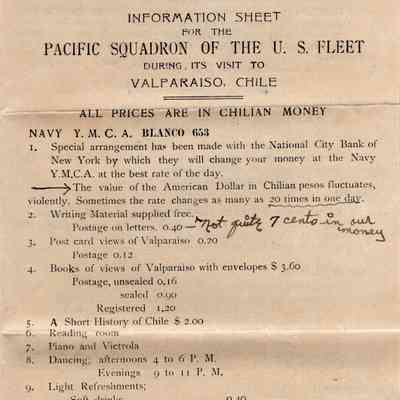 INFORMATION SHEET
FOR THE
PACIFIC SQUADRON OF THE U. S. FLEET
DURING ITS VISIT TO
VALPARAISO, CHILE
ALL PRICES ARE IN CHILIAN MONEY
NAVY Y. M. C. A. BLANCO 653
1. Special arrangement has been made with the National City Bank of
New York by which they will change your money at the Navy
Y.M.C.A. at the best rate of the day.
The value of the American Dollar in Chilian pesos fluctuates,
violently. Sometimes the rate changes as many as 20 times in one day.
2. Writing Material supplied free.
Postage on letters. 0.40 — Not quite 7 cents in our money
3. Post card views of Valparaiso 0.20
Postage 0.12
4. Books of views of Valparaiso with envelopes $ 3.60
Postage, unsealed 0.16
sealed 0.90
Registered 1.20
5. A Short History of Chile $ 2.00
6. Reading room
7. Piano and Victrola
8. Dancing, afternoons 4 to 6 P. M.
Evenings 9 to 11 P. M.
9. Light Refreshments;
Soft drinks 0.40